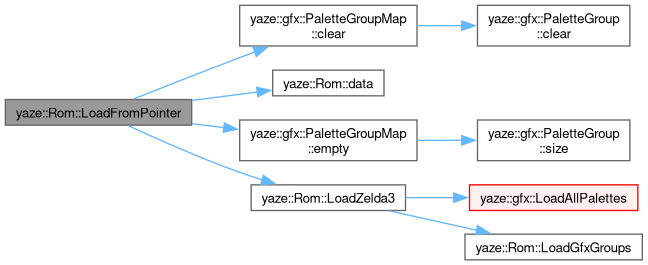 yaze::Rom::LoadFromPointer
yaze::gfx::PaletteGroupMap
::clear
yaze::gfx::PaletteGroup
::clear
yaze::Rom::data
yaze::gfx::PaletteGroupMap
::empty
yaze::gfx::PaletteGroup
::size
yaze::Rom::LoadZelda3
yaze::gfx::LoadAllPalettes
yaze::Rom::LoadGfxGroups